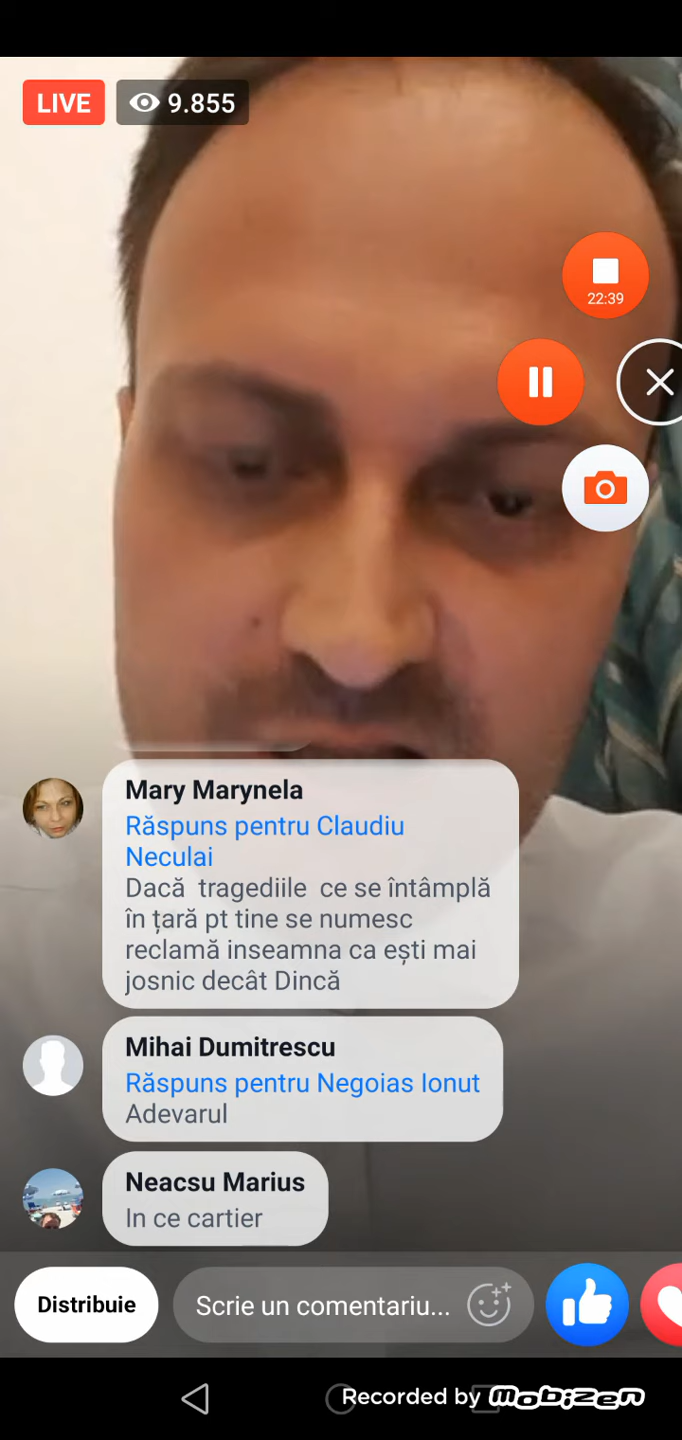 LIVE
9.855
22:39
Mary Marynela
Răspuns pentru Claudiu
Neculai
Dacă tragediile ce se întâmplă
în țară pt tine se numesc
reclamă inseamna ca ești mai
josnic decât Dincă
Mihai Dumitrescu
Răspuns pentru Negoias Ionut
Adevarul
Neacsu Marius
In ce cartier
Distribuie
Scrie un comentariu...
Recorded by mobizen